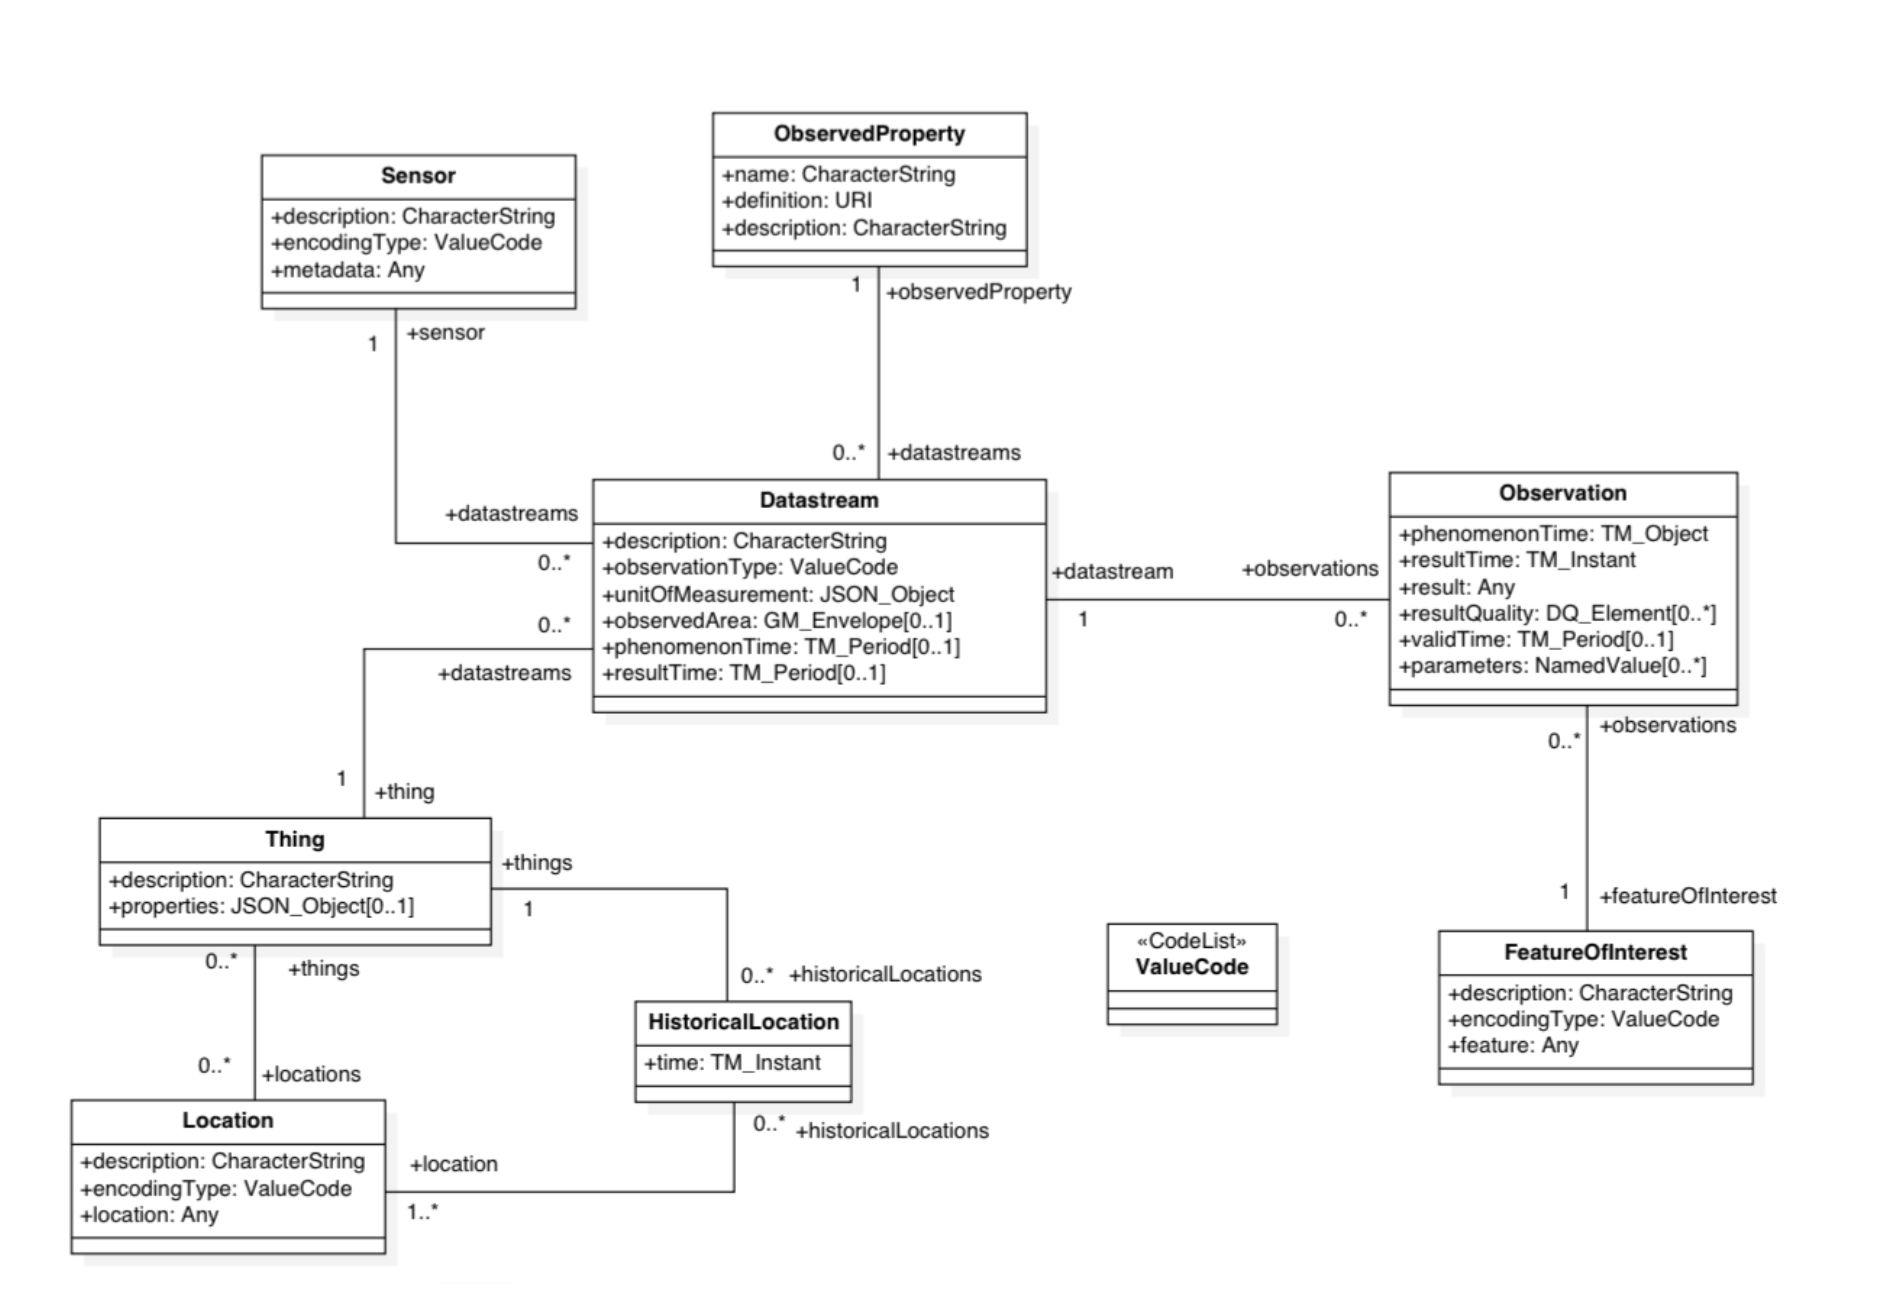 ObservedProperty
+name: CharacterString
+definition: URI
+description: CharacterString
Sensor
+description: CharacterString
+encodingType: ValueCode
+metadata: Any
1
+observedProperty
1
+sensor
0..*
+datastreams
+datastreams
0..*
Datastream
+description: CharacterString
+observationType: ValueCode
+unitOfMeasurement: JSON_Object
+observedArea: GM_Envelope[0..1]
+phenomenonTime: TM_Period[0..1]
+resultTime: TM_Period[0..1]
+datastream
1
+observations
0..*
Observation
+phenomenonTime: TM_Object
+resultTime: TM_Instant
+result: Any
+resultQuality: DQ_Element[0..*]
+validTime: TM_Period[0..1]
+parameters: NamedValue[0..*]
0..*
+datastreams
1
+thing
+observations
0..*
1
+featureOfInterest
Thing
+description: CharacterString
+properties: JSON_Object[0..1]
+things
1
0..*
+things
0..*
+historicalLocations
«CodeList»
ValueCode
FeatureOfInterest
+description: CharacterString
+encodingType: ValueCode
+feature: Any
HistoricalLocation
+time: TM_Instant
0..*
+locations
0..*
+historicalLocations
Location
+description: CharacterString
+encodingType: ValueCode
+location: Any
+location
1..*